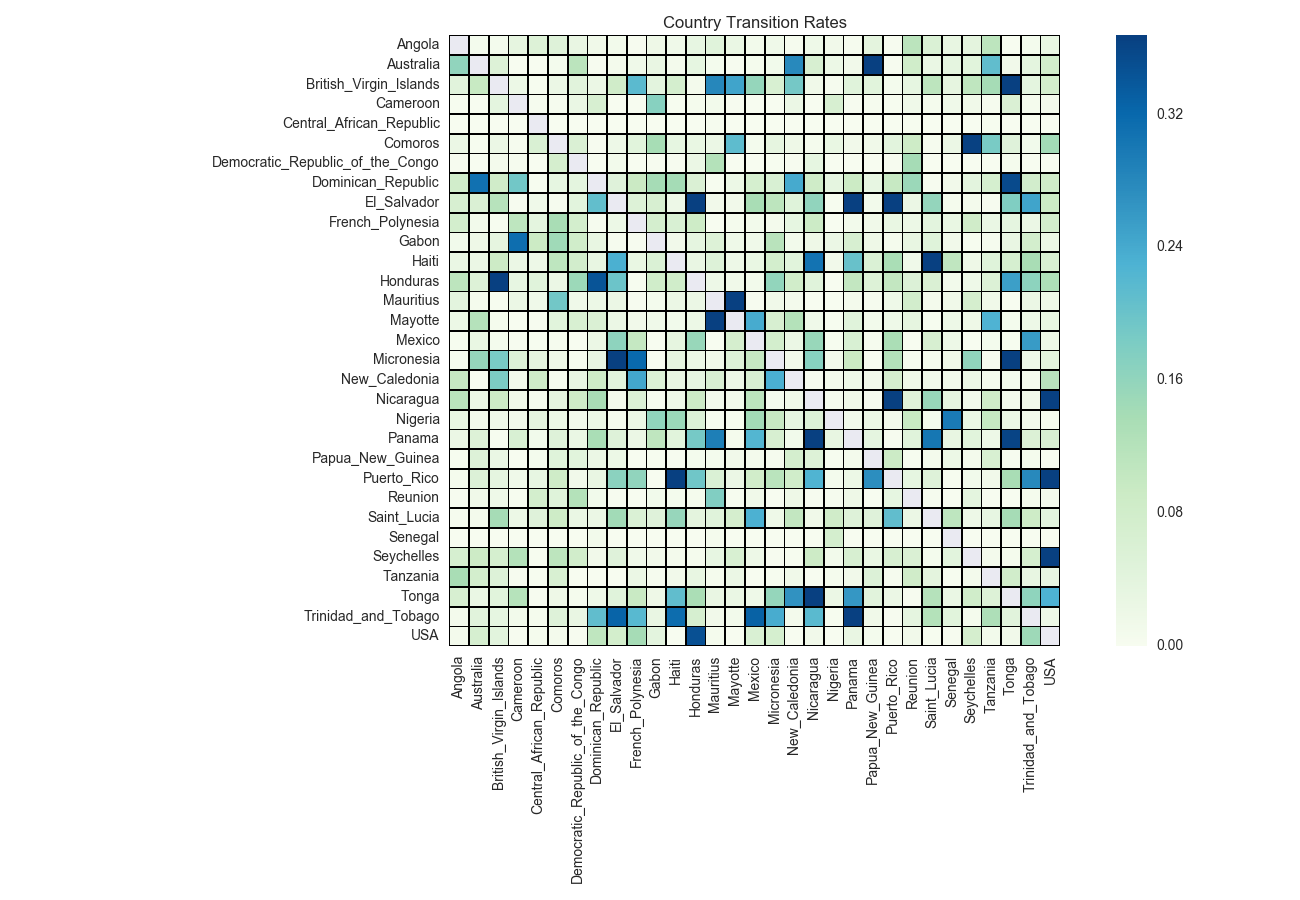 Country Transition Rates
Angola
Australia
British_Virgin_Islands
Cameroon
Central_African_Republic
Comoros
Democratic_Republic_of_the_Congo
Dominican_Republic
El_Salvador
French_Polynesia
Gabon
Haiti
Honduras
Mauritius
Mayotte
Mexico
Micronesia
New_Caledonia
Nicaragua
Nigeria
Panama
Papua_New_Guinea
Puerto_Rico
Reunion
Saint_Lucia
Senegal
Seychelles
Tanzania
Tonga
Trinidad_and_Tobago
USA
Angola
Australia
British_Virgin_Islands
Cameroon
Central_African_Republic
Comoros
Democratic_Republic_of_the_Congo
Dominican_Republic
El_Salvador
French_Polynesia
Gabon
Haiti
Honduras
Mauritius
Mayotte
Mexico
Micronesia
New_Caledonia
Nicaragua
Nigeria
Panama
Papua_New_Guinea
Puerto_Rico
Reunion
Saint_Lucia
Senegal
Seychelles
Tanzania
Tonga
Trinidad_and_Tobago
USA
0.32
0.24
0.16
0.08
0.00